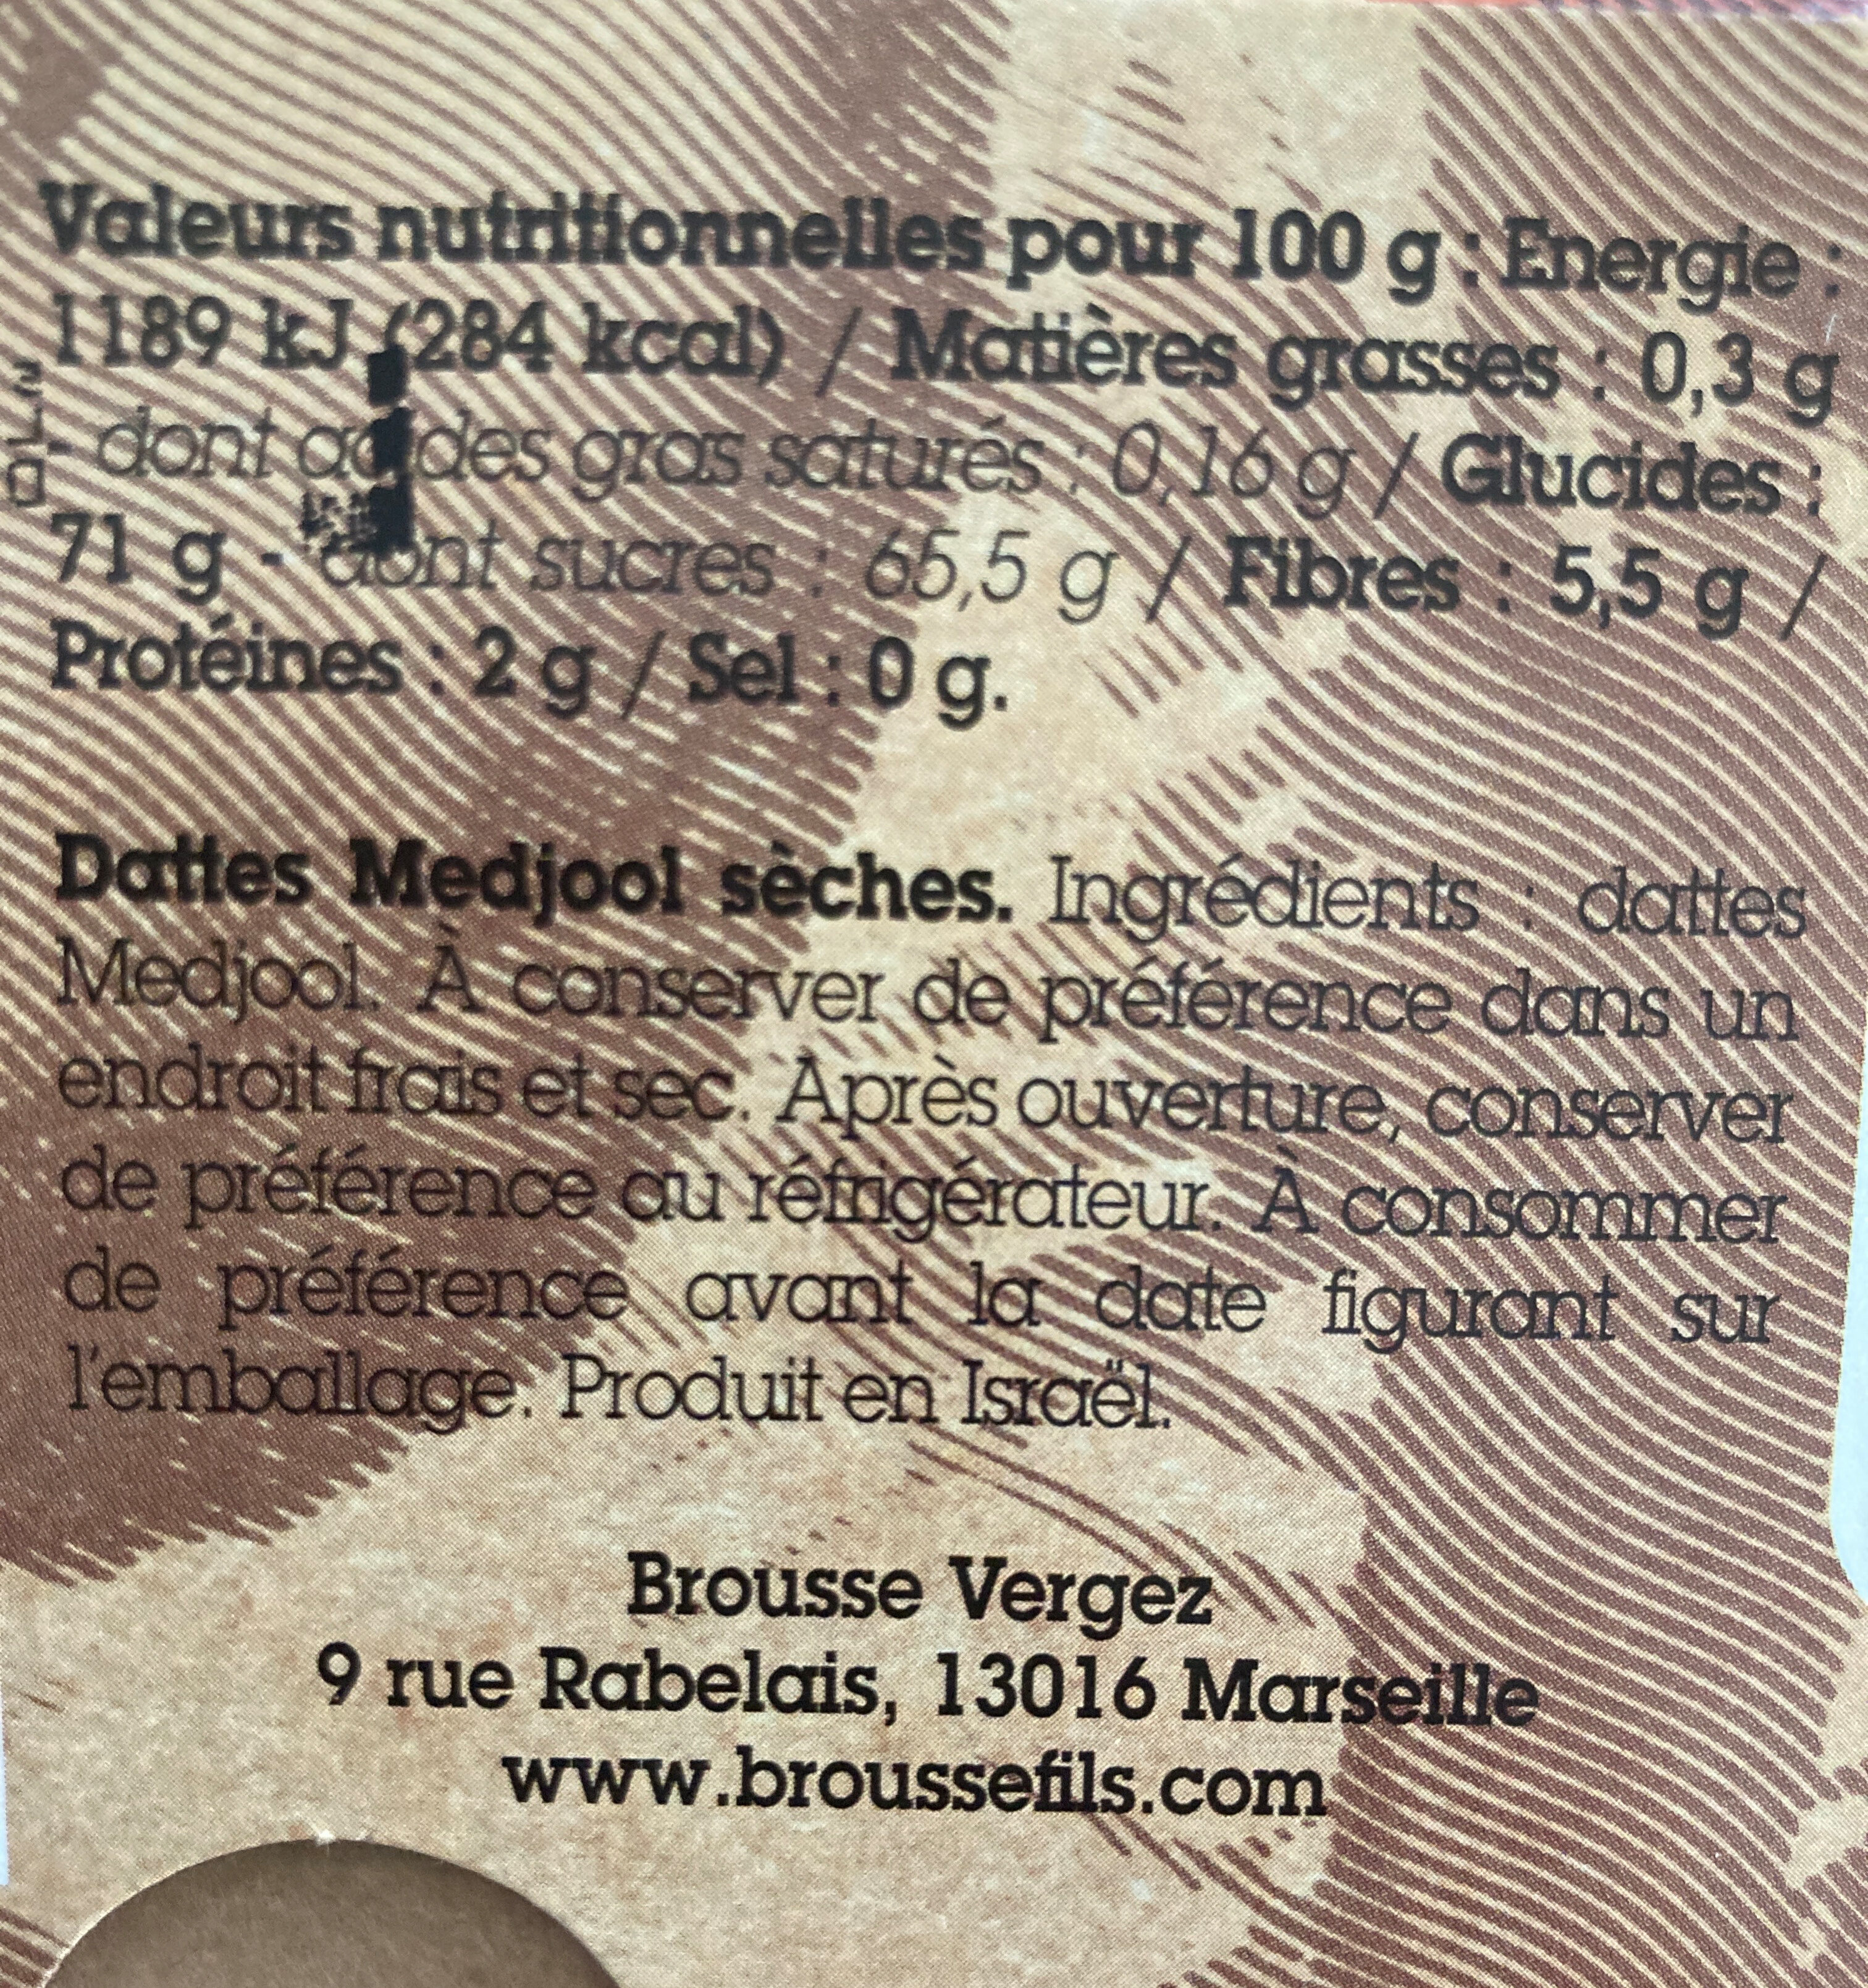 Valeurs nutritionnelles pour 100 g : Energie :
1189 kJ (284 kcal) / Matières grasses : 0,3 g
- dont acides gras saturés : 0,16 g / Glucides :
71 g - dont sucres : 65,5 g / Fibres : 5,5 g /
Protéines : 2 g / Sel : 0 g.
Dattes Medjool sèches. Ingrédients : dattes
Medjool. À conserver de préférence dans un
endroit frais et sec. Après ouverture, conserver
de préférence au réfrigérateur. À consommer
de préférence avant la date figurant sur
l'emballage. Produit en Israël.
Brousse Vergez
9 rue Rabelais, 13016 Marseille
www.broussefils.com